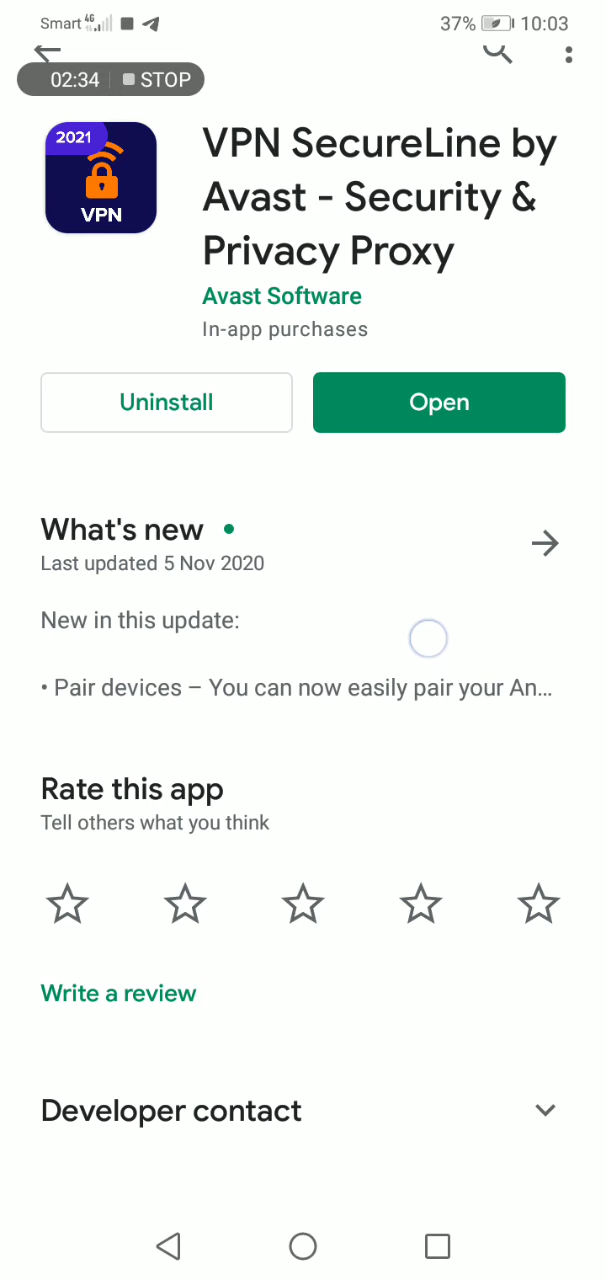 Smart 4G 37% 10:03
02:34 STOP
2021
VPN
VPN SecureLine by
Avast - Security &
Privacy Proxy
Avast Software
In-app purchases
Uninstall
Open
What's new
Last updated 5 Nov 2020
New in this update:
• Pair devices – You can now easily pair your An...
Rate this app
Tell others what you think
Write a review
Developer contact